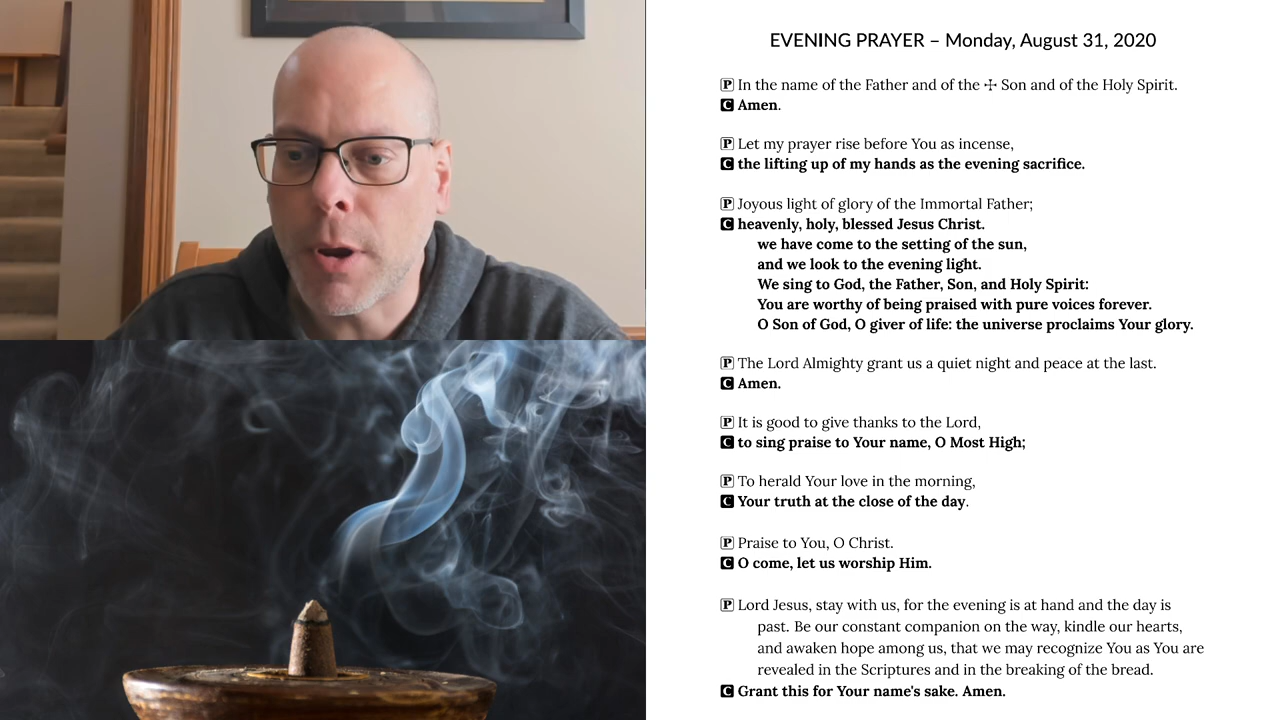 EVENING PRAYER – Monday, August 31, 2020
P In the name of the Father and of the ☩ Son and of the Holy Spirit.
C Amen.
P Let my prayer rise before You as incense,
C the lifting up of my hands as the evening sacrifice.
P Joyous light of glory of the Immortal Father;
C heavenly, holy, blessed Jesus Christ.
we have come to the setting of the sun,
and we look to the evening light.
We sing to God, the Father, Son, and Holy Spirit:
You are worthy of being praised with pure voices forever.
O Son of God, O giver of life: the universe proclaims Your glory.
P The Lord Almighty grant us a quiet night and peace at the last.
C Amen.
P It is good to give thanks to the Lord,
C to sing praise to Your name, O Most High;
P To herald Your love in the morning,
C Your truth at the close of the day.
P Praise to You, O Christ.
C O come, let us worship Him.
P Lord Jesus, stay with us, for the evening is at hand and the day is
past. Be our constant companion on the way, kindle our hearts,
and awaken hope among us, that we may recognize You as You are
revealed in the Scriptures and in the breaking of the bread.
C Grant this for Your name's sake. Amen.